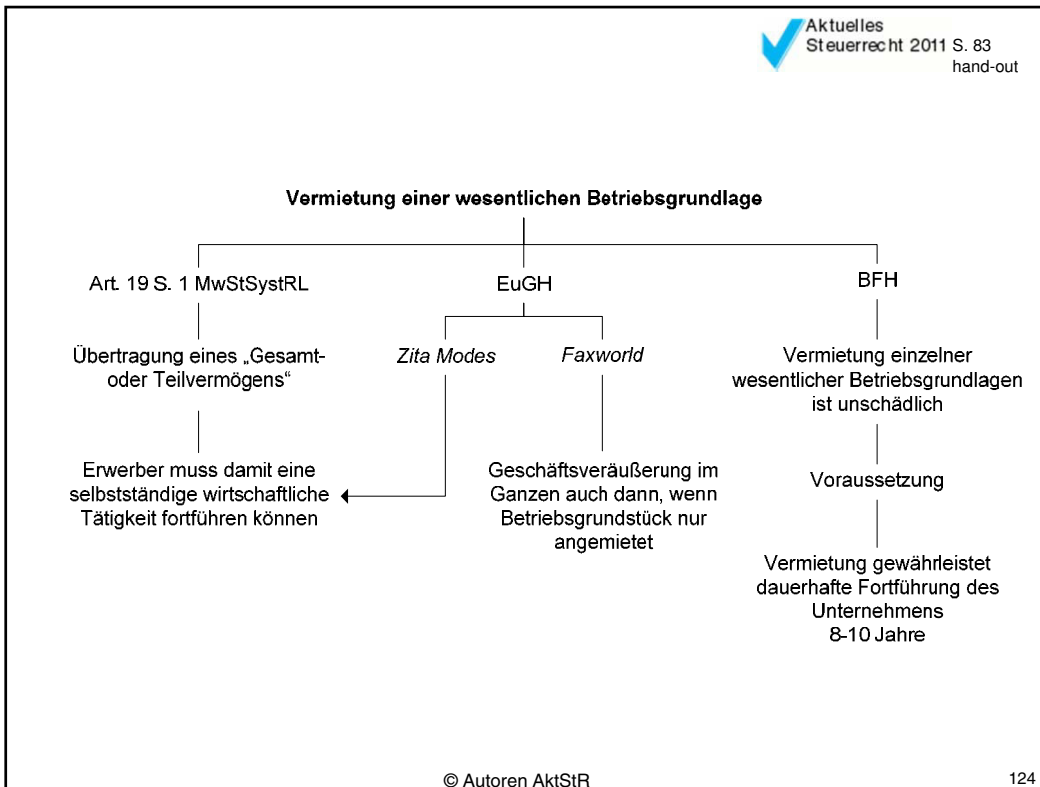 Aktuelles
Steuerrecht 2011 S. 83
hand-out
Vermietung einer wesentlichen Betriebsgrundlage
Art. 19 S. 1 MwStSystRL
Übertragung eines „Gesamt-
oder Teilvermögens“
Erwerber muss damit eine
selbstständige wirtschaftliche
Tätigkeit fortführen können
EuGH
Zita Modes
Faxworld
Geschäftsveräußerung im
Ganzen auch dann, wenn
Betriebsgrundstück nur
angemietet
BFH
Vermietung einzelner
wesentlicher Betriebsgrundlagen
ist unschädlich
Voraussetzung
Vermietung gewährleistet
dauerhafte Fortführung des
Unternehmens
8-10 Jahre
© Autoren AktStR
124